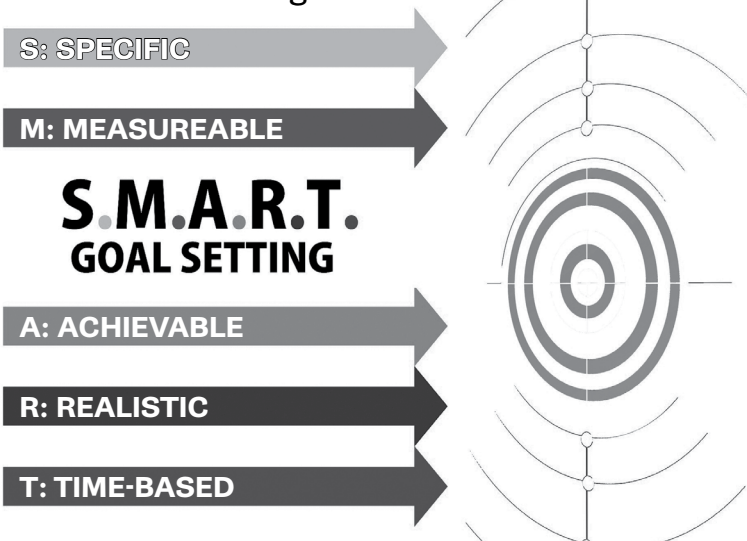 S: SPECIFIC
M: MEASUREABLE
S.M.A.R.T.
GOAL SETTING
A: ACHIEVABLE
R: REALISTIC
T: TIME-BASED